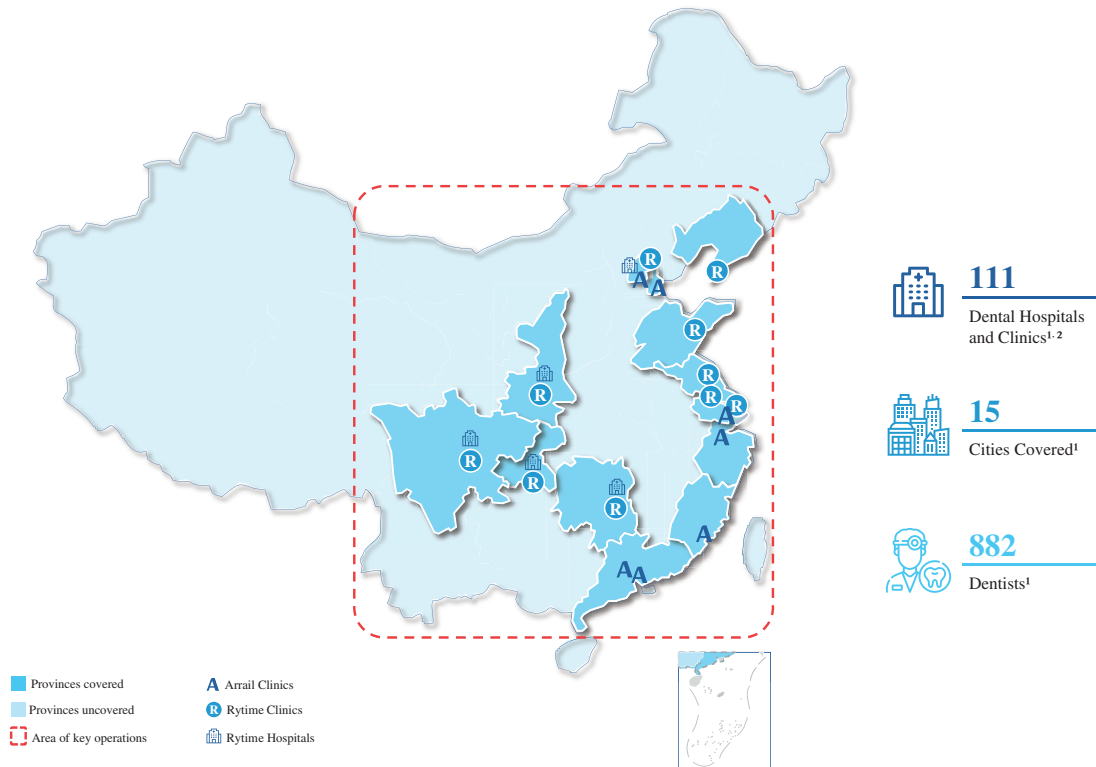 R
R
A
A
R
R
R
R
R
R
A
A
R
R
R
A
A
A
111
Dental Hospitals
and Clinics¹˒ ²
15
Cities Covered¹
882
Dentists¹
Provinces covered
Provinces uncovered
Area of key operations
A Arrail Clinics
R Rytime Clinics
Rytime Hospitals